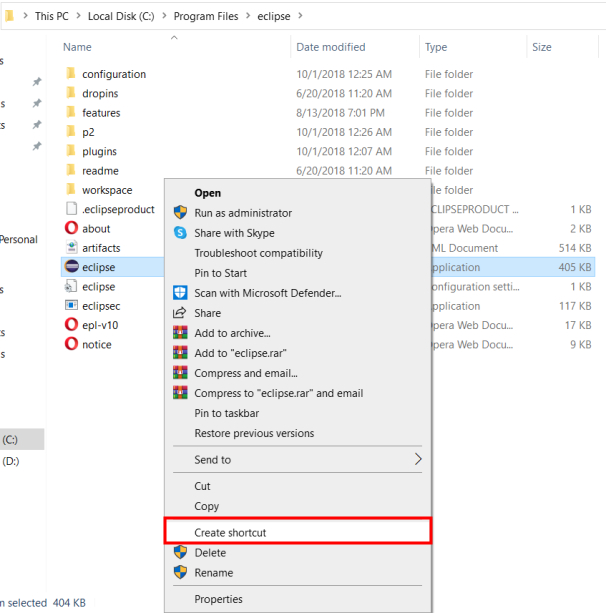 This PC > Local Disk (C:) > Program Files > eclipse >
Name Date modified Type Size
configuration 10/1/2018 12:25 AM File folder
dropins 6/20/2018 11:20 AM File folder
features 8/13/2018 7:01 PM File folder
p2 10/1/2018 12:26 AM File folder
plugins 10/1/2018 12:07 AM File folder
readme 6/20/2018 11:20 AM File folder
workspace le folder
.eclipseproduct CLIPSEPRODUCT ... 1 KB
about pera Web Docu... 2 KB
artifacts ML Document 514 KB
eclipse pplication 405 KB
eclipse onfiguration setti... 1 KB
eclipsec pplication 117 KB
epl-v10 pera Web Docu... 17 KB
notice pera Web Docu... 9 KB
s
s
ts
Personal
s
ts
s
(C:)
(D:)
Open
Run as administrator
Share with Skype
Troubleshoot compatibility
Pin to Start
Scan with Microsoft Defender...
Share
Add to archive...
Add to "eclipse.rar"
Compress and email...
Compress to "eclipse.rar" and email
Pin to taskbar
Restore previous versions
Send to
Cut
Copy
Create shortcut
Delete
Rename
Properties
m selected 404 KB